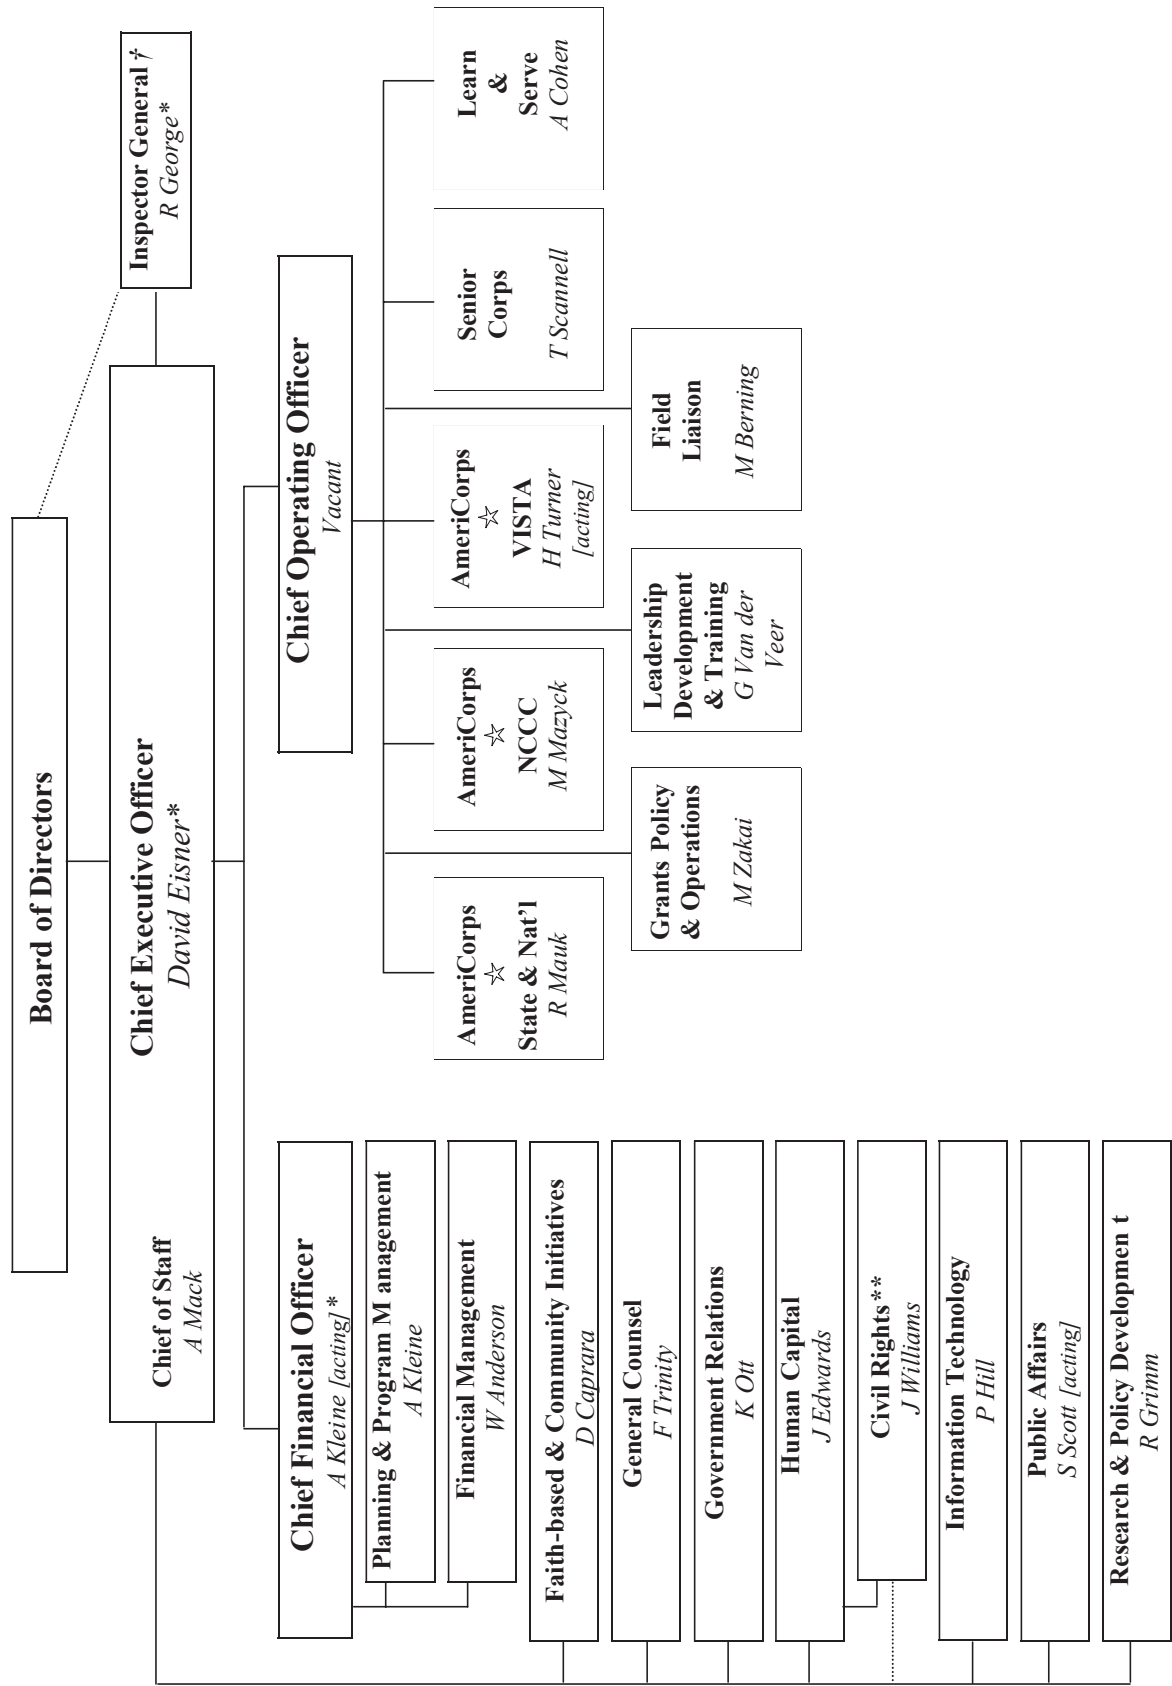 Board of Directors
Inspector General †
R George*
Chief Executive Officer
David Eisner*
Chief of Staff
A Mack
Chief Financial Officer
A Kleine [acting]*
Planning & Program M anagement
A Kleine
Financial Management
W Anderson
Faith-based & Community Initiatives
D Caprara
General Counsel
F Trinity
Government Relations
K Ott
Human Capital
J Edwards
Civil Rights**
J Williams
Information Technology
P Hill
Public Affairs
S Scott [acting]
Research & Policy Developmen t
R Grimm
Chief Operating Officer
Vacant
AmeriCorps
☆
State & Nat'l
R Mauk
AmeriCorps
☆
NCCC
M Mazyck
AmeriCorps
☆
VISTA
H Turner
[acting]
Senior
Corps
T Scannell
Learn
&
Serve
A Cohen
Grants Policy
& Operations
M Zakai
Leadership
Development
& Training
G Van der
Veer
Field
Liaison
M Berning